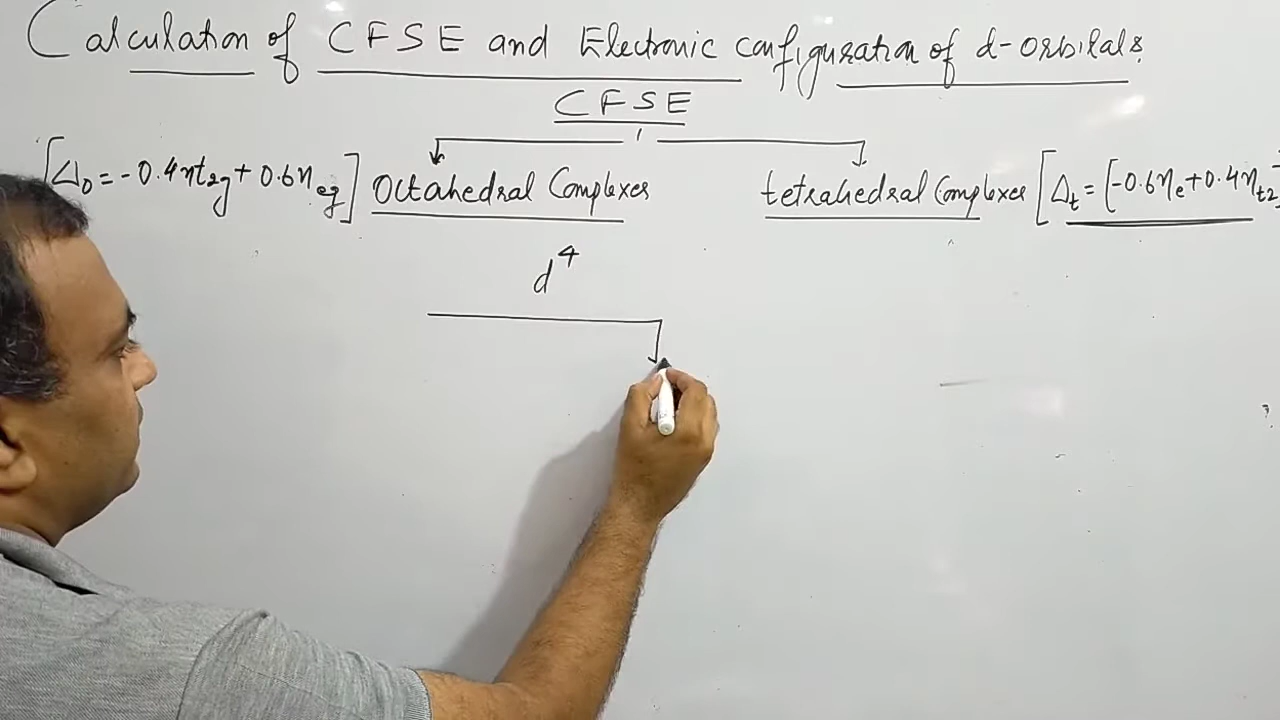 Calculation of CFSE and Electronic configuration of d-orbitals.
CFSE
[Δo = -0.4nt2g + 0.6neg] Octahedral Complexes
tetrahedral Complexes [Δt = [-0.6ne + 0.4nt2]
d⁴